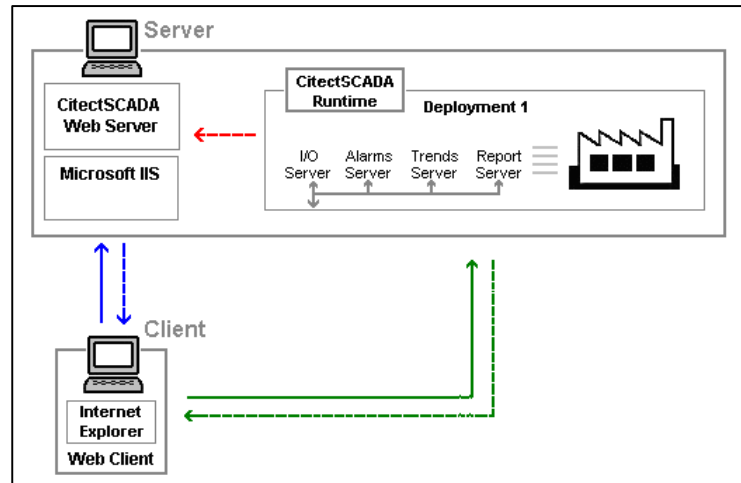 Server
CitectSCADA
Web Server
Microsoft IIS
CitectSCADA
Runtime
Deployment 1
I/O
Server
Alarms
Server
Trends
Server
Report
Server
Client
Internet
Explorer
Web Client